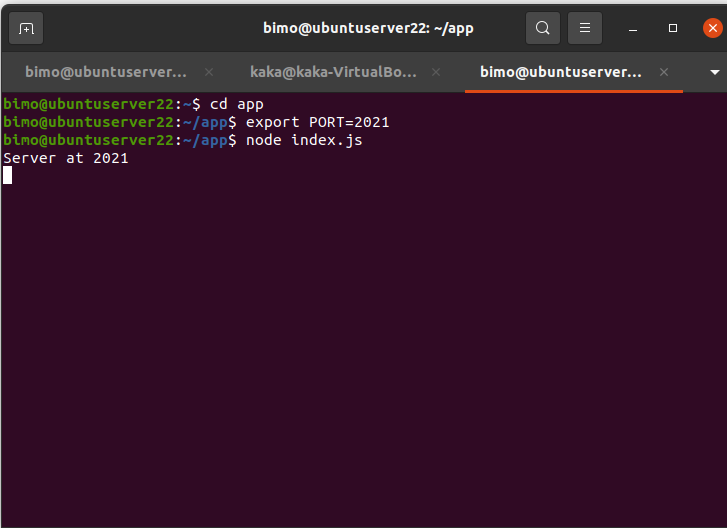 bimo@ubuntuserver22: ~/app
bimo@ubuntuserver...
kaka@kaka-VirtualBo...
bimo@ubuntuserver...
bimo@ubuntuserver22:~$ cd app
bimo@ubuntuserver22:~/app$ export PORT=2021
bimo@ubuntuserver22:~/app$ node index.js
Server at 2021